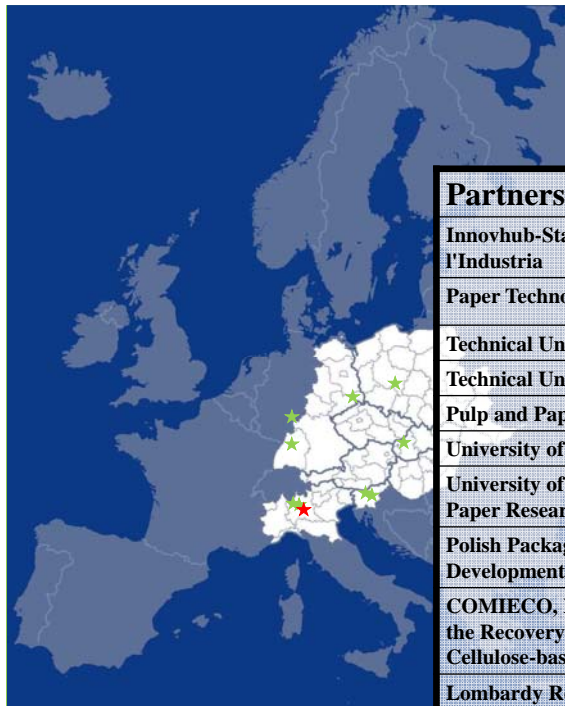 Partners
Innovhub-Sta
l'Industria
Paper Techno
Technical Un
Technical Un
Pulp and Pap
University of
University of
Paper Resear
Polish Packag
Development
COMIECO,
the Recovery
Cellulose-bas
Lombardy R